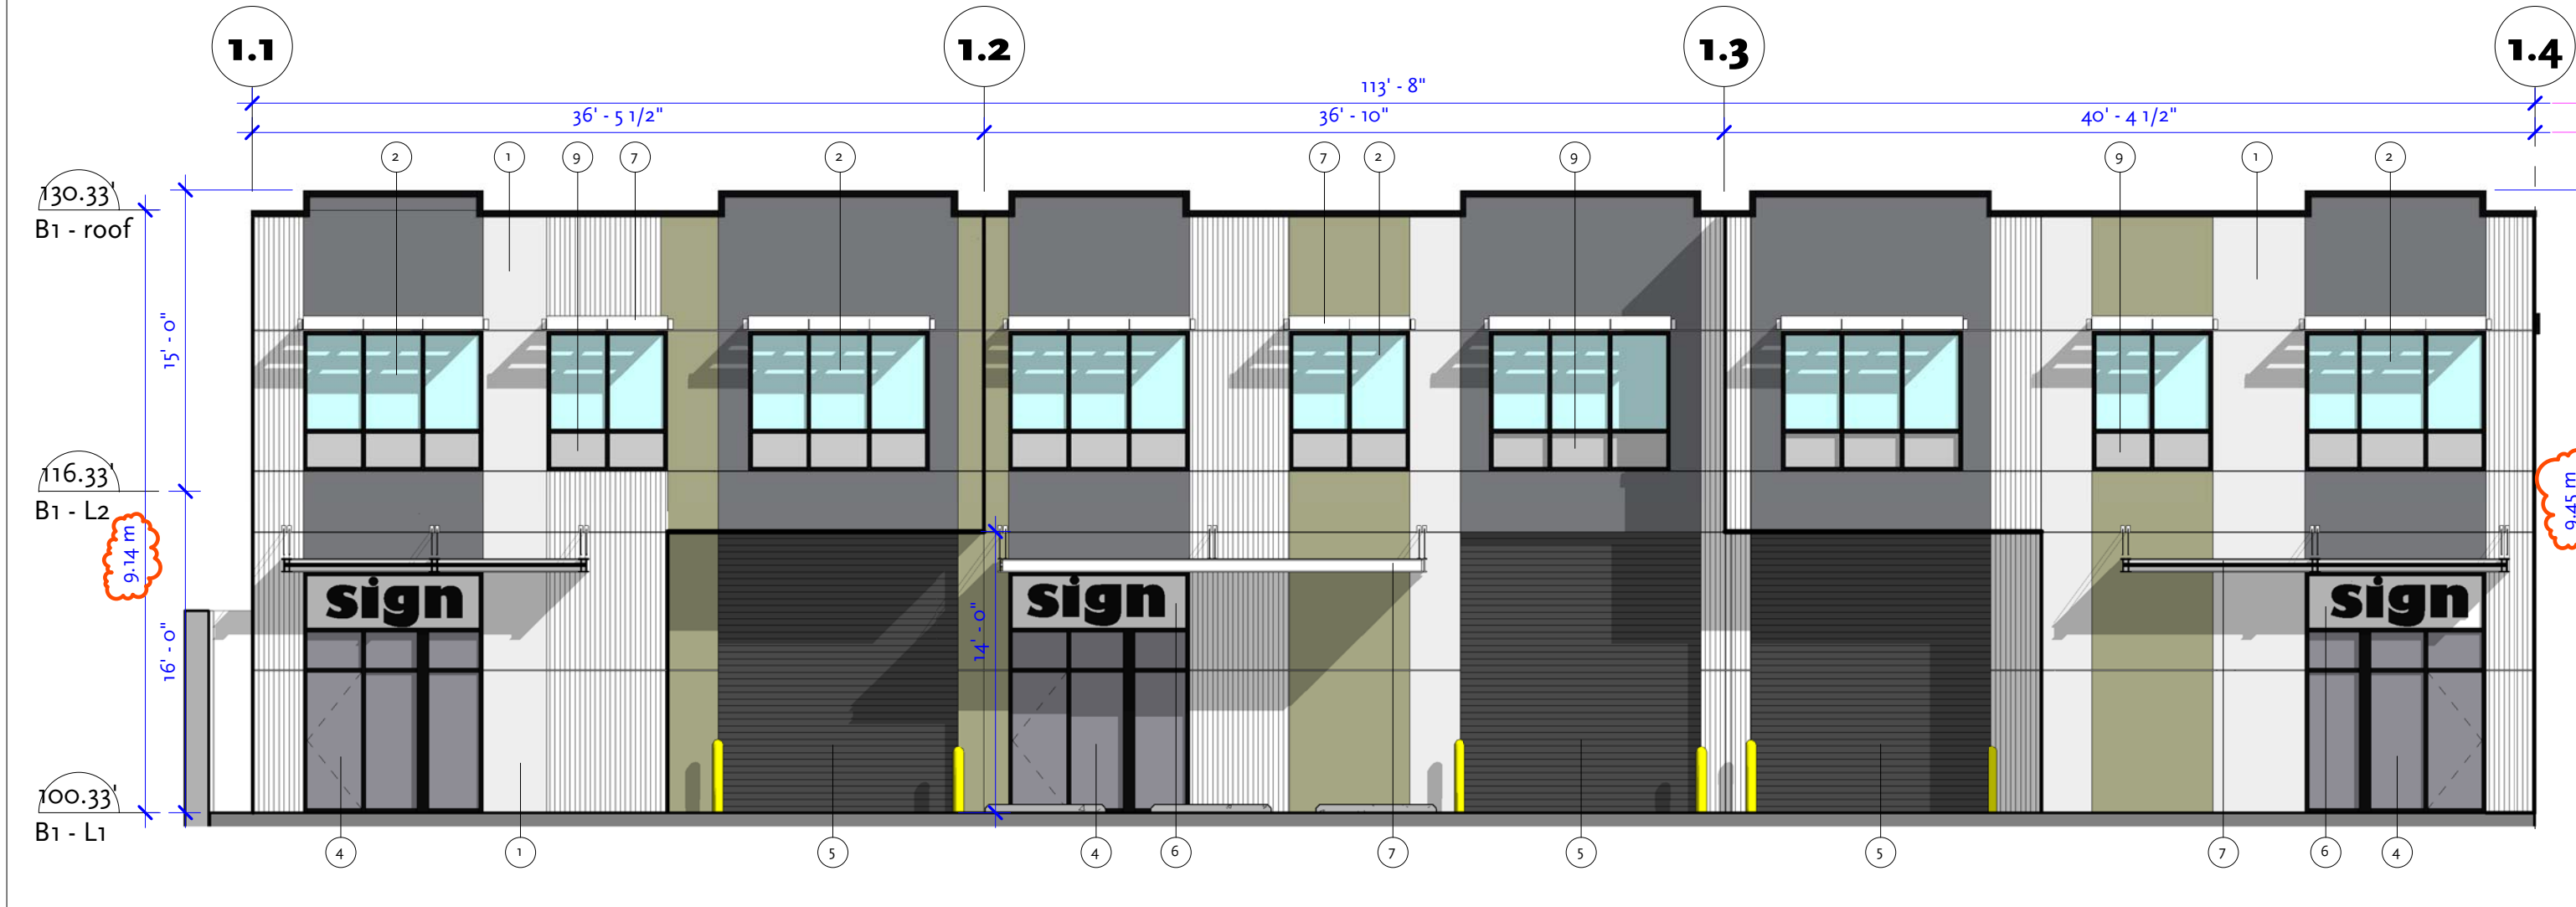 1.1
1.2
1.3
1.4
113' - 8"
36' - 5 1/2"
36' - 10"
40' - 4 1/2"
2
1
9
7
2
7
2
9
9
1
2
130.33'
B1 - roof
15' - 0"
116.33'
B1 - L2
9.14 m
9.45 m
16' - 0"
14' - 0"
sign
sign
sign
100.33'
B1 - L1
4
1
5
4
6
7
5
5
7
6
4